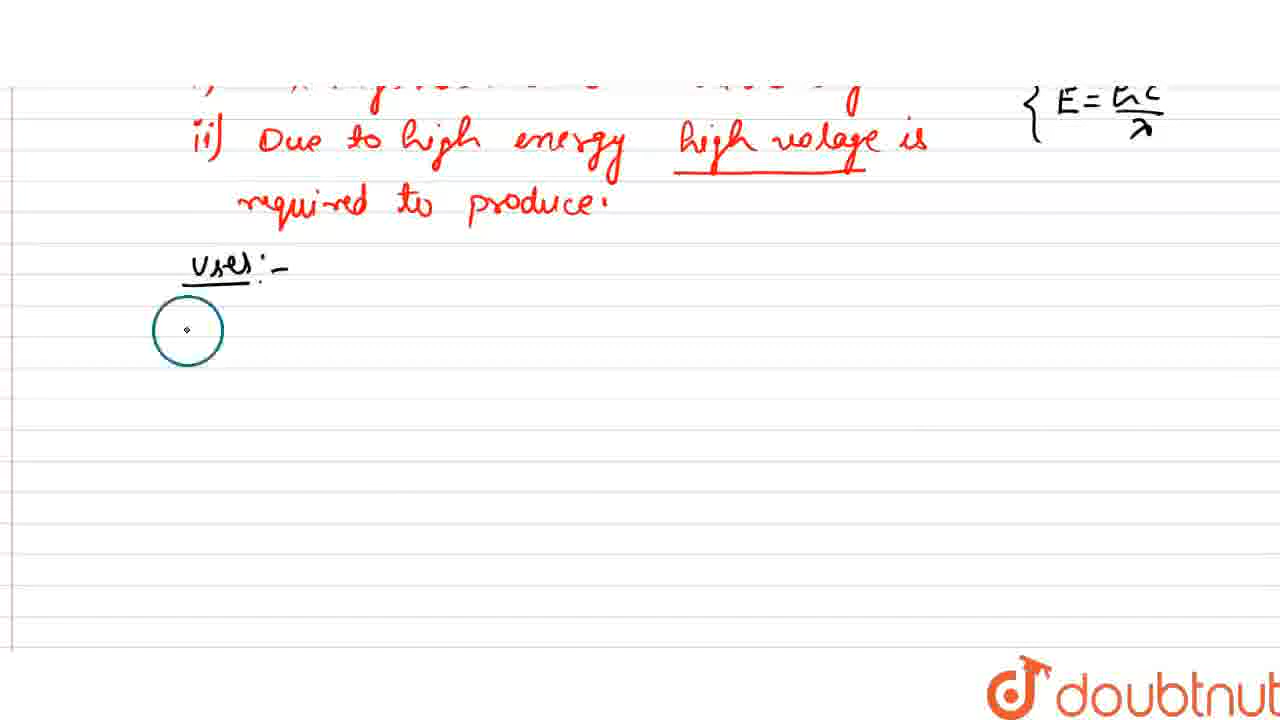 E = hc/λ
ii) Due to high energy high volage is
required to produce.
Uses :-
doubtnut